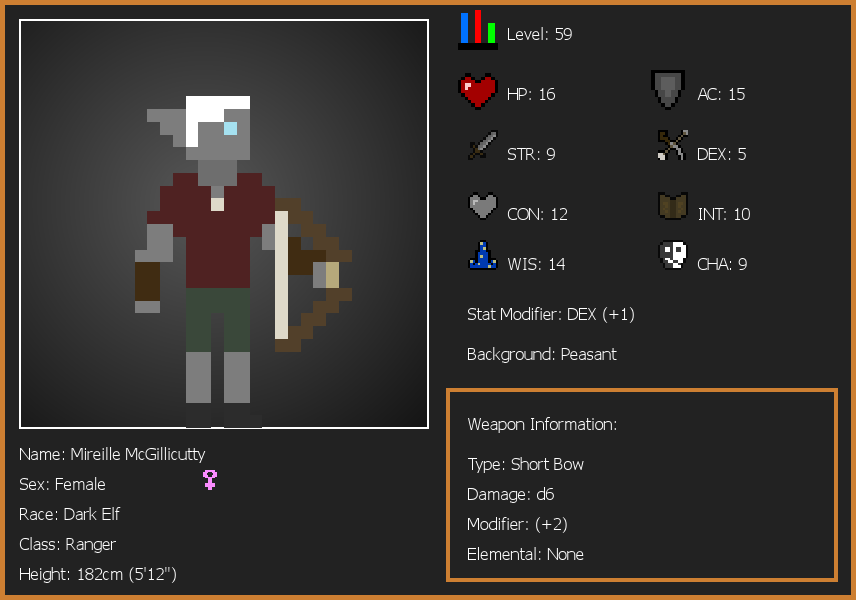 Level: 59
HP: 16
AC: 15
STR: 9
DEX: 5
CON: 12
INT: 10
WIS: 14
CHA: 9
Stat Modifier: DEX (+1)
Background: Peasant
Weapon Information:
Type: Short Bow
Damage: d6
Modifier: (+2)
Elemental: None
Name: Mireille McGillicutty
Sex: Female
Race: Dark Elf
Class: Ranger
Height: 182cm (5'12")